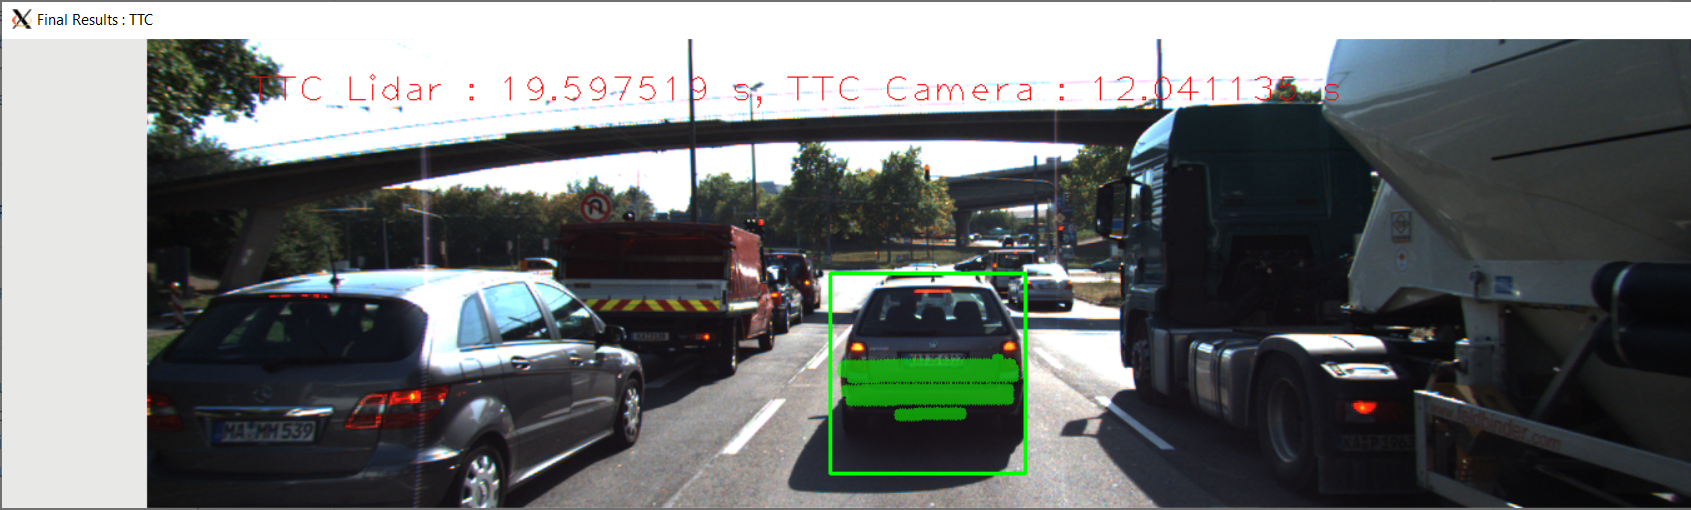 Final Results : TTC
TTC Lidar : 19.597519 s, TTC Camera : 12.041135 s
MA MM 539